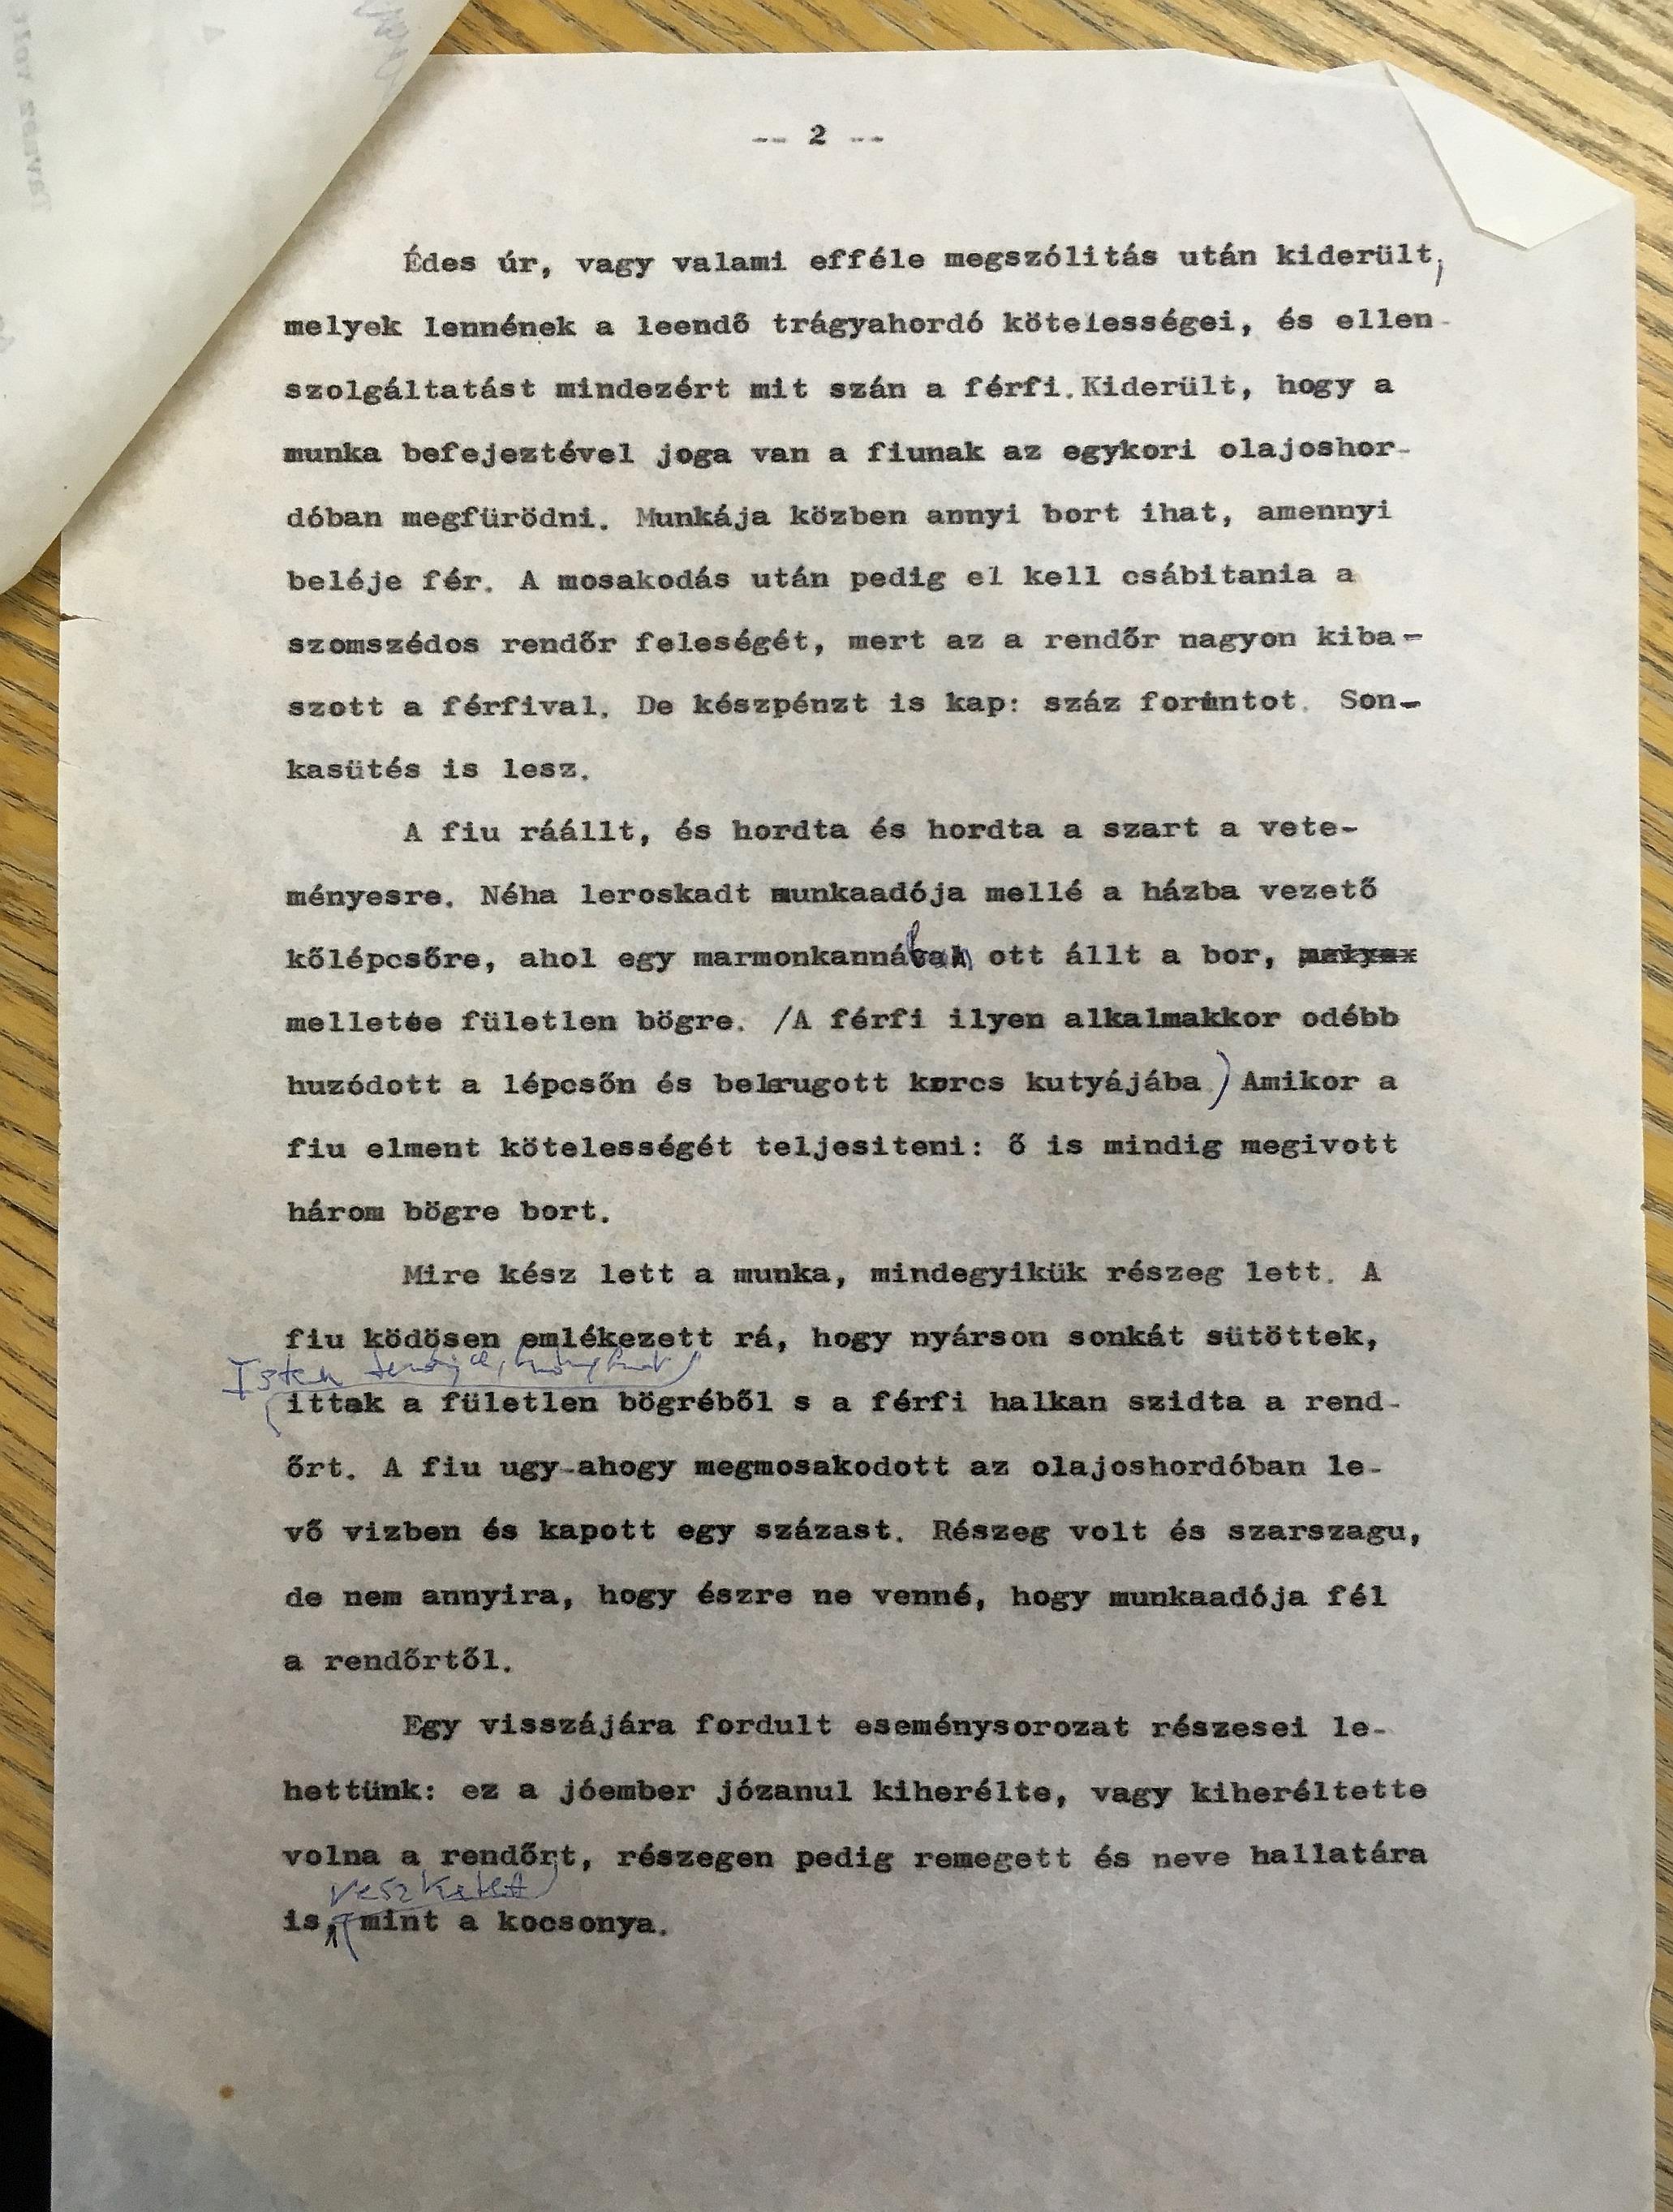 -- 2 --
Édes úr, vagy valami efféle megszólitás után kiderült,
melyek lennének a leendő trágyahordó kötelességei, és ellen-
szolgáltatást mindezért mit szán a férfi.Kiderült, hogy a
munka befejeztével joga van a fiunak az egykori olajoshor-
dóban megfürödni. Munkája közben annyi bort ihat, amennyi
beléje fér. A mosakodás után pedig el kell csábitania a
szomszédos rendőr feleségét, mert az a rendőr nagyon kiba-
szott a férfival. De készpénzt is kap: száz forintot. Son-
kasütés is lesz.
A fiu ráállt, és hordta és hordta a szart a vete-
ményesre. Néha leroskadt munkaadója mellé a házba vezető
kőlépcsőre, ahol egy marmonkannában ott állt a bor,
mellette fületlen bögre. /A férfi ilyen alkalmakkor odébb
huzódott a lépcsőn és belerugott korcs kutyájába) Amikor a
fiu elment kötelességét teljesiteni: ő is mindig megivott
három bögre bort.
Mire kész lett a munka, mindegyikük részeg lett. A
fiu ködösen emlékezett rá, hogy nyárson sonkát sütöttek,
Isten
ittak a fületlen bögréből s a férfi halkan szidta a rend-
őrt. A fiu ugy-ahogy megmosakodott az olajoshordóban le-
vő vizben és kapott egy százast. Részeg volt és szarszagu,
de nem annyira, hogy észre ne venné, hogy munkaadója fél
a rendőrtől.
Egy visszájára fordult eseménysorozat részesei le-
hettünk: ez a jóember józanul kiherélte, vagy kiheréltette
volna a rendőrt, részegen pedig remegett és neve hallatára
reszketett
is, mint a kocsonya.